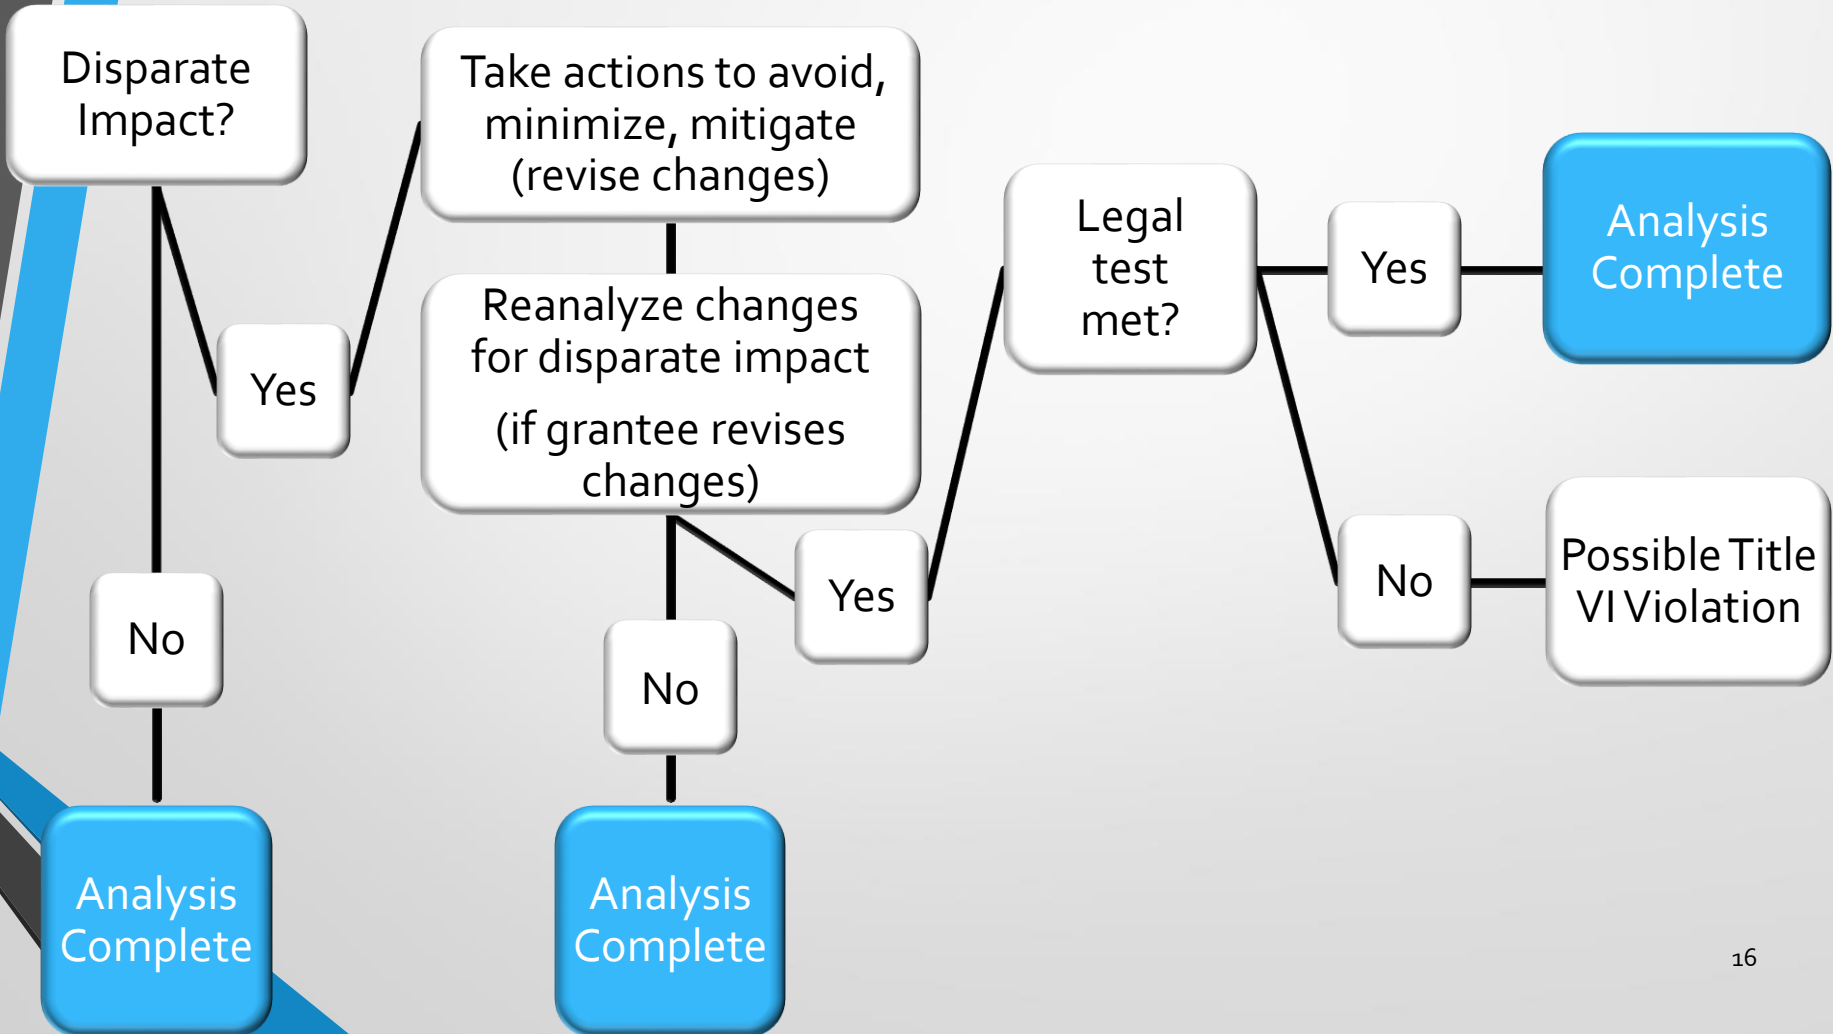 Disparate
Impact?
Take actions to avoid,
minimize, mitigate
(revise changes)
Reanalyze changes
for disparate impact
(if grantee revises
changes)
Legal
test
met?
Yes
Analysis
Complete
Yes
No
Possible Title
VI Violation
Yes
No
No
Analysis
Complete
Analysis
Complete
16